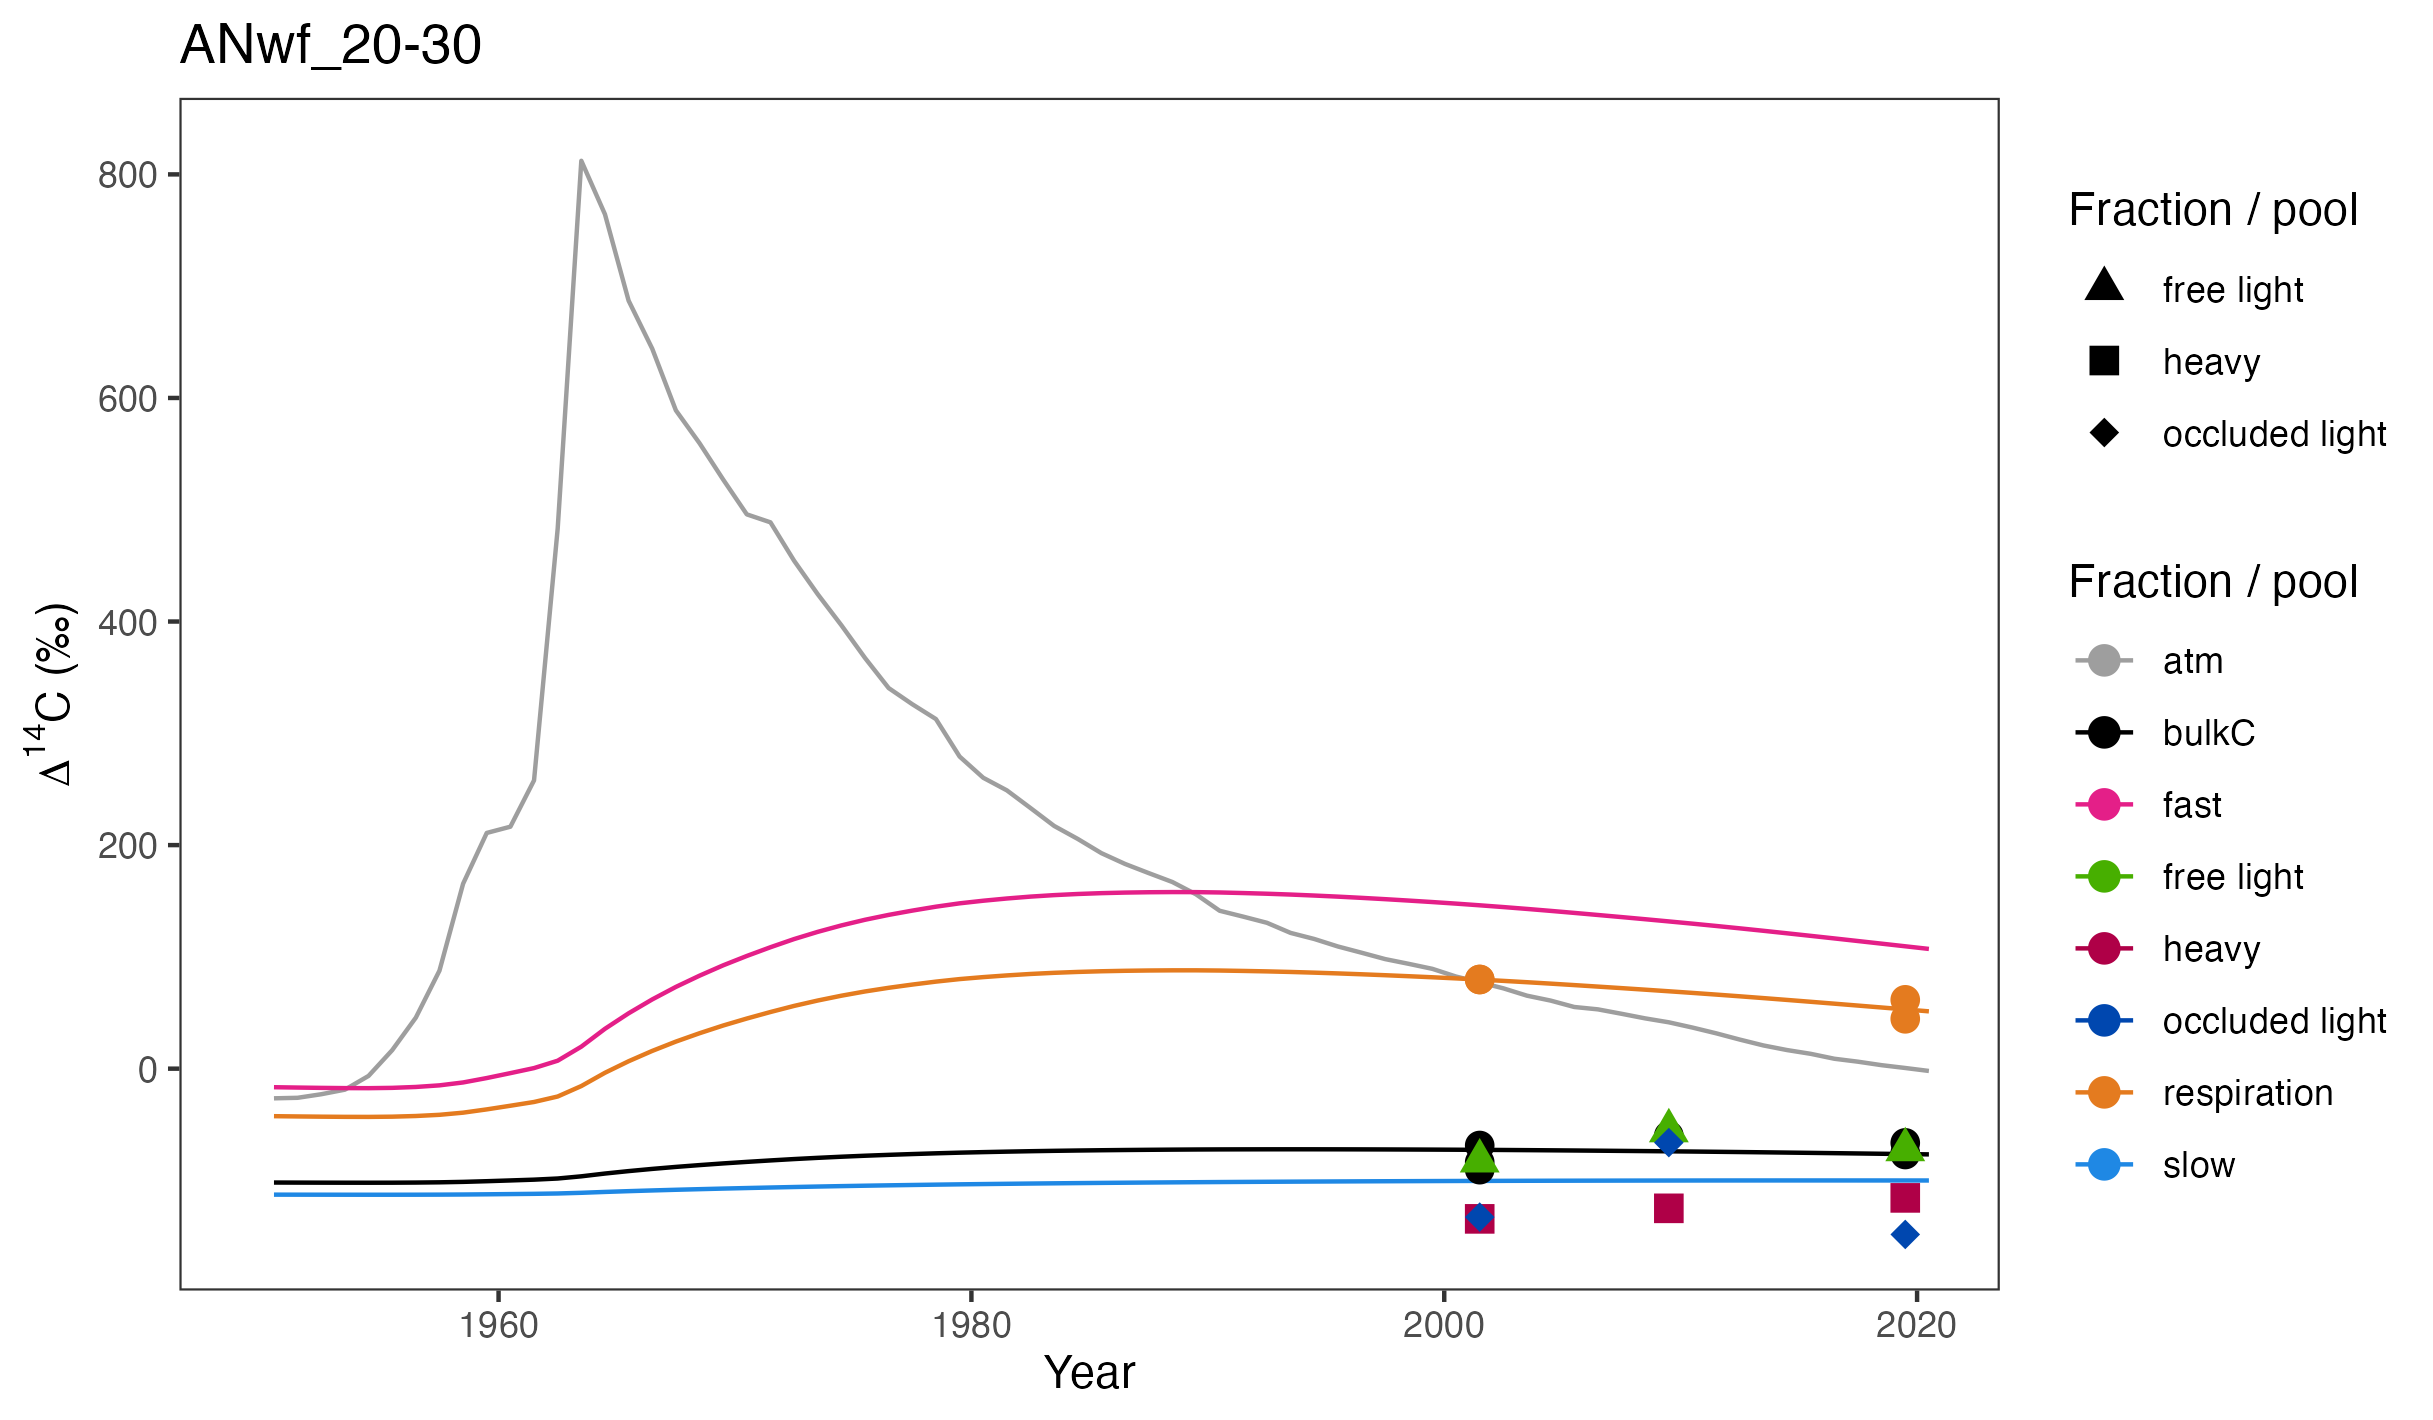 ANwf_20-30
800
600
400
200
0
Δ¹⁴C (‰)
1960
1980
2000
2020
Year
Fraction / pool
free light
heavy
occluded light
Fraction / pool
atm
bulkC
fast
free light
heavy
occluded light
respiration
slow